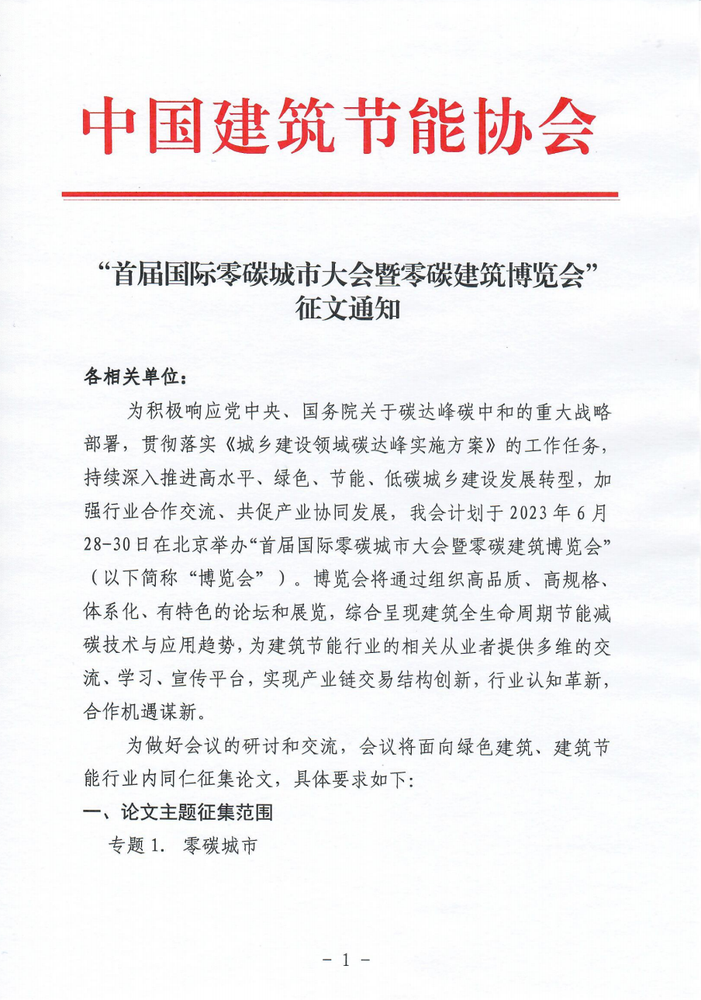 中国建筑节能协会
“首届国际零碳城市大会暨零碳建筑博览会”
征文通知
各相关单位：
为积极响应党中央、国务院关于碳达峰碳中和的重大战略
部署，贯彻落实《城乡建设领域碳达峰实施方案》的工作任务，
持续深入推进高水平、绿色、节能、低碳城乡建设发展转型，加
强行业合作交流、共促产业协同发展，我会计划于 2023 年 6 月
28-30日在北京举办“首届国际零碳城市大会暨零碳建筑博览会”
（以下简称“博览会”）。博览会将通过组织高品质、高规格、
体系化、有特色的论坛和展览，综合呈现建筑全生命周期节能减
碳技术与应用趋势，为建筑节能行业的相关从业者提供多维的交
流、学习、宣传平台，实现产业链交易结构创新，行业认知革新，
合作机遇谋新。
为做好会议的研讨和交流，会议将面向绿色建筑、建筑节
能行业内同仁征集论文，具体要求如下：
一、论文主题征集范围
专题 1. 零碳城市
- 1 -